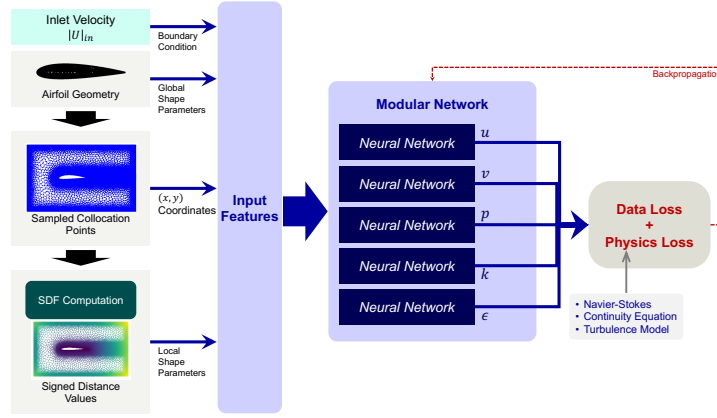 Inlet Velocity
|U|in
Boundary
Condition
Airfoil Geometry
Global
Shape
Parameters
Sampled Collocation
Points
(x, y)
Coordinates
SDF Computation
Signed Distance
Values
Local
Shape
Parameters
Input
Features
Modular Network
Neural Network
u
Neural Network
v
Neural Network
p
Neural Network
k
Neural Network
ϵ
Backpropagation
Data Loss
+
Physics Loss
• Navier-Stokes
• Continuity Equation
• Turbulence Model